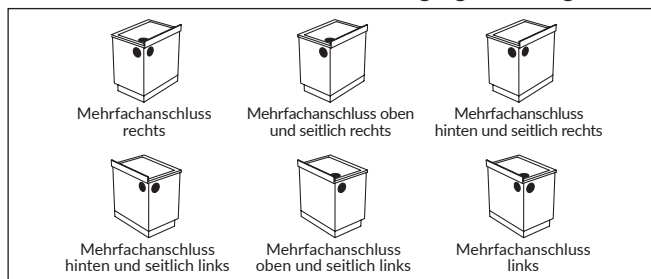 Mehrfachanschluss
rechts
Mehrfachanschluss oben
und seitlich rechts
Mehrfachanschluss
hinten und seitlich rechts
Mehrfachanschluss
hinten und seitlich links
Mehrfachanschluss
oben und seitlich links
Mehrfachanschluss
links